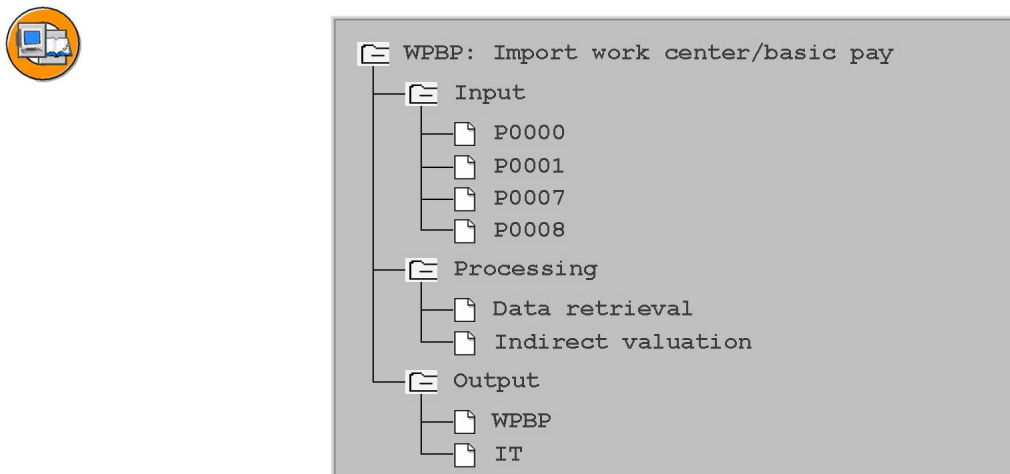 WPBP: Import work center/basic pay
Input
P0000
P0001
P0007
P0008
Processing
Data retrieval
Indirect valuation
Output
WPBP
IT